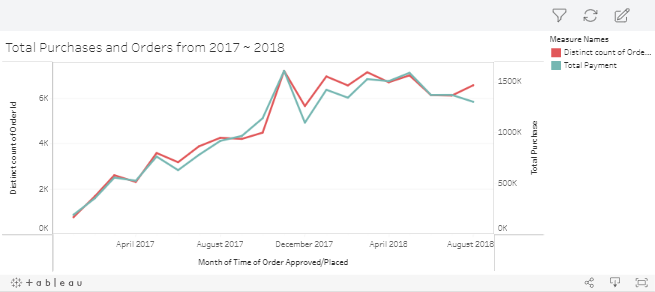 Total Purchases and Orders from 2017 ~ 2018
Measure Names
Distinct count of Orde...
Total Payment
Distinct count of Order Id
6K
4K
2K
0K
1500K
1000K
500K
0K
Total Purchase
April 2017
August 2017
December 2017
April 2018
August 2018
Month of Time of Order Approved/Placed
+ a b l e a u